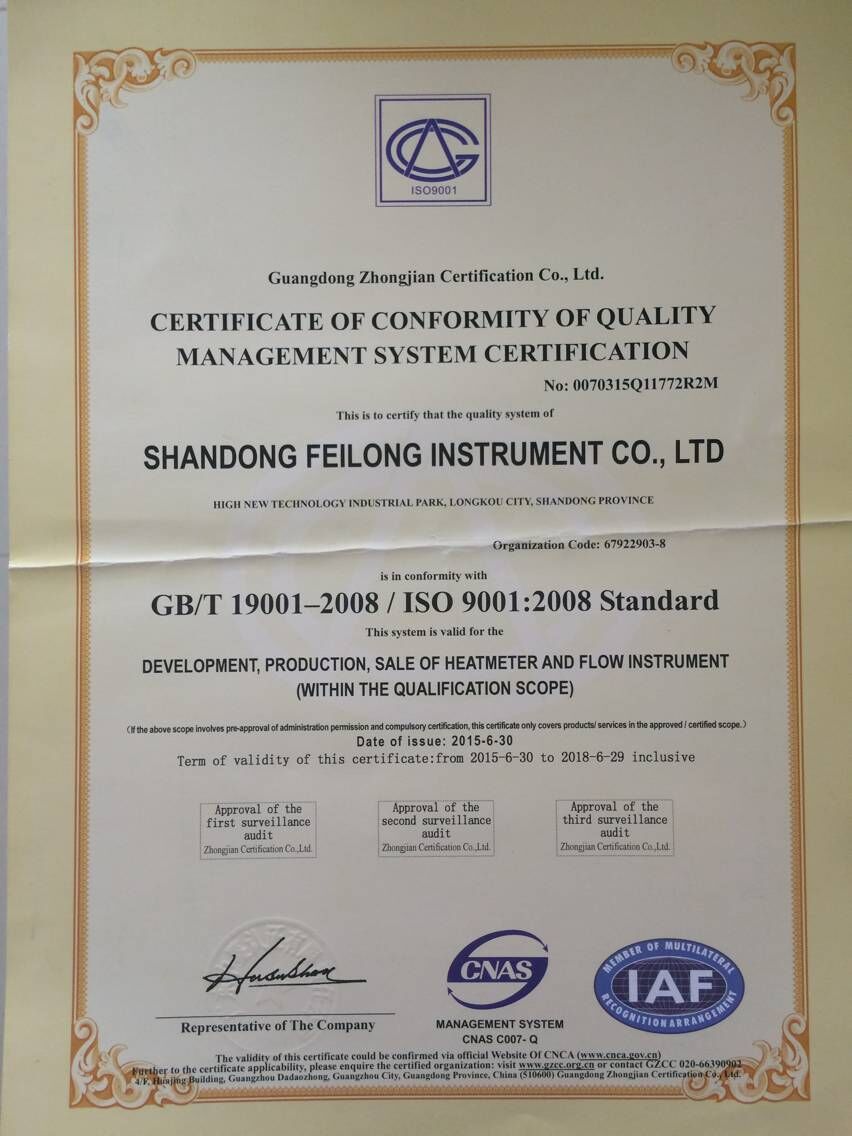 ISO9001
Guangdong Zhongjian Certification Co., Ltd.
CERTIFICATE OF CONFORMITY OF QUALITY
MANAGEMENT SYSTEM CERTIFICATION
No: 0070315Q11772R2M
This is to certify that the quality system of
SHANDONG FEILONG INSTRUMENT CO., LTD
HIGH NEW TECHNOLOGY INDUSTRIAL PARK, LONGKOU CITY, SHANDONG PROVINCE
Organization Code: 67922903-8
is in conformity with
GB/T 19001–2008 / ISO 9001:2008 Standard
This system is valid for the
DEVELOPMENT, PRODUCTION, SALE OF HEATMETER AND FLOW INSTRUMENT
(WITHIN THE QUALIFICATION SCOPE)
(If the above scope involves pre-approval of administration permission and compulsory certification, this certificate only covers products/ services in the approved / certified scope.)
Date of issue: 2015-6-30
Term of validity of this certificate:from 2015-6-30 to 2018-6-29 inclusive
Approval of the
first surveillance
audit
Zhongjian Certification Co.,Ltd.
Approval of the
second surveillance
audit
Zhongjian Certification Co.,Ltd.
Approval of the
third surveillance
audit
Zhongjian Certification Co.,Ltd.
Representative of The Company
CNAS
MANAGEMENT SYSTEM
CNAS C007- Q
MEMBER OF MULTILATERAL
IAF
RECOGNITION ARRANGEMENT
The validity of this certificate could be confirmed via official Website Of CNCA (www.cnca.gov.cn)
Further to the certificate applicability, please enquire the certified organization: visit www.gzcc.org.cn or contact GZCC 020-66390902
4/F, Huajing Building, Guangzhou Dadaozhong, Guangzhou City, Guangdong Province, China (510600) Guangdong Zhongjian Certification Co., Ltd.